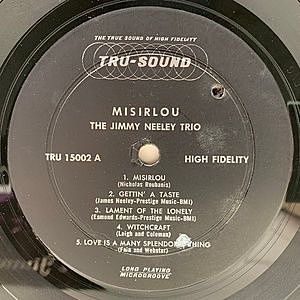 THE TRUE SOUND OF HIGH FIDELITY
TRU-SOUND
MISIRLOU
THE JIMMY NEELEY TRIO
TRU 15002 A
HIGH FIDELITY
1. MISIRLOU
(Nicholas Roubanis)
2. GETTIN' A TASTE
(James Neeley-Prestige Music-BMI)
3. LAMENT OF THE LONELY
(Esmond Edwards-Prestige Music-BMI)
4. WITCHCRAFT
(Leigh and Coleman)
5. LOVE IS A MANY SPLENDORED THING
(Fain and Webster)
LONG PLAYING
MICROGROOVE